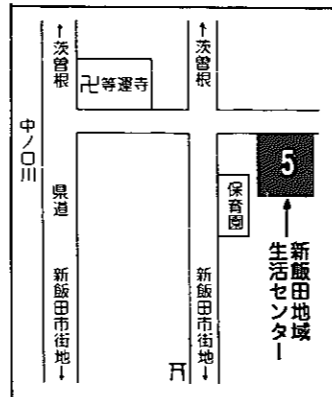 ↑茨曽根
↑茨曽根
卍等運寺
中ノ口川
県道
保育園
5
新飯田地域
生活センター
新飯田市街地↓
新飯田市街地↓